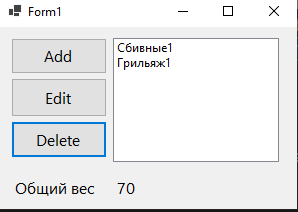 Form1
Add
Edit
Delete
Сбивные1
Грильяж1
Общий вес 70